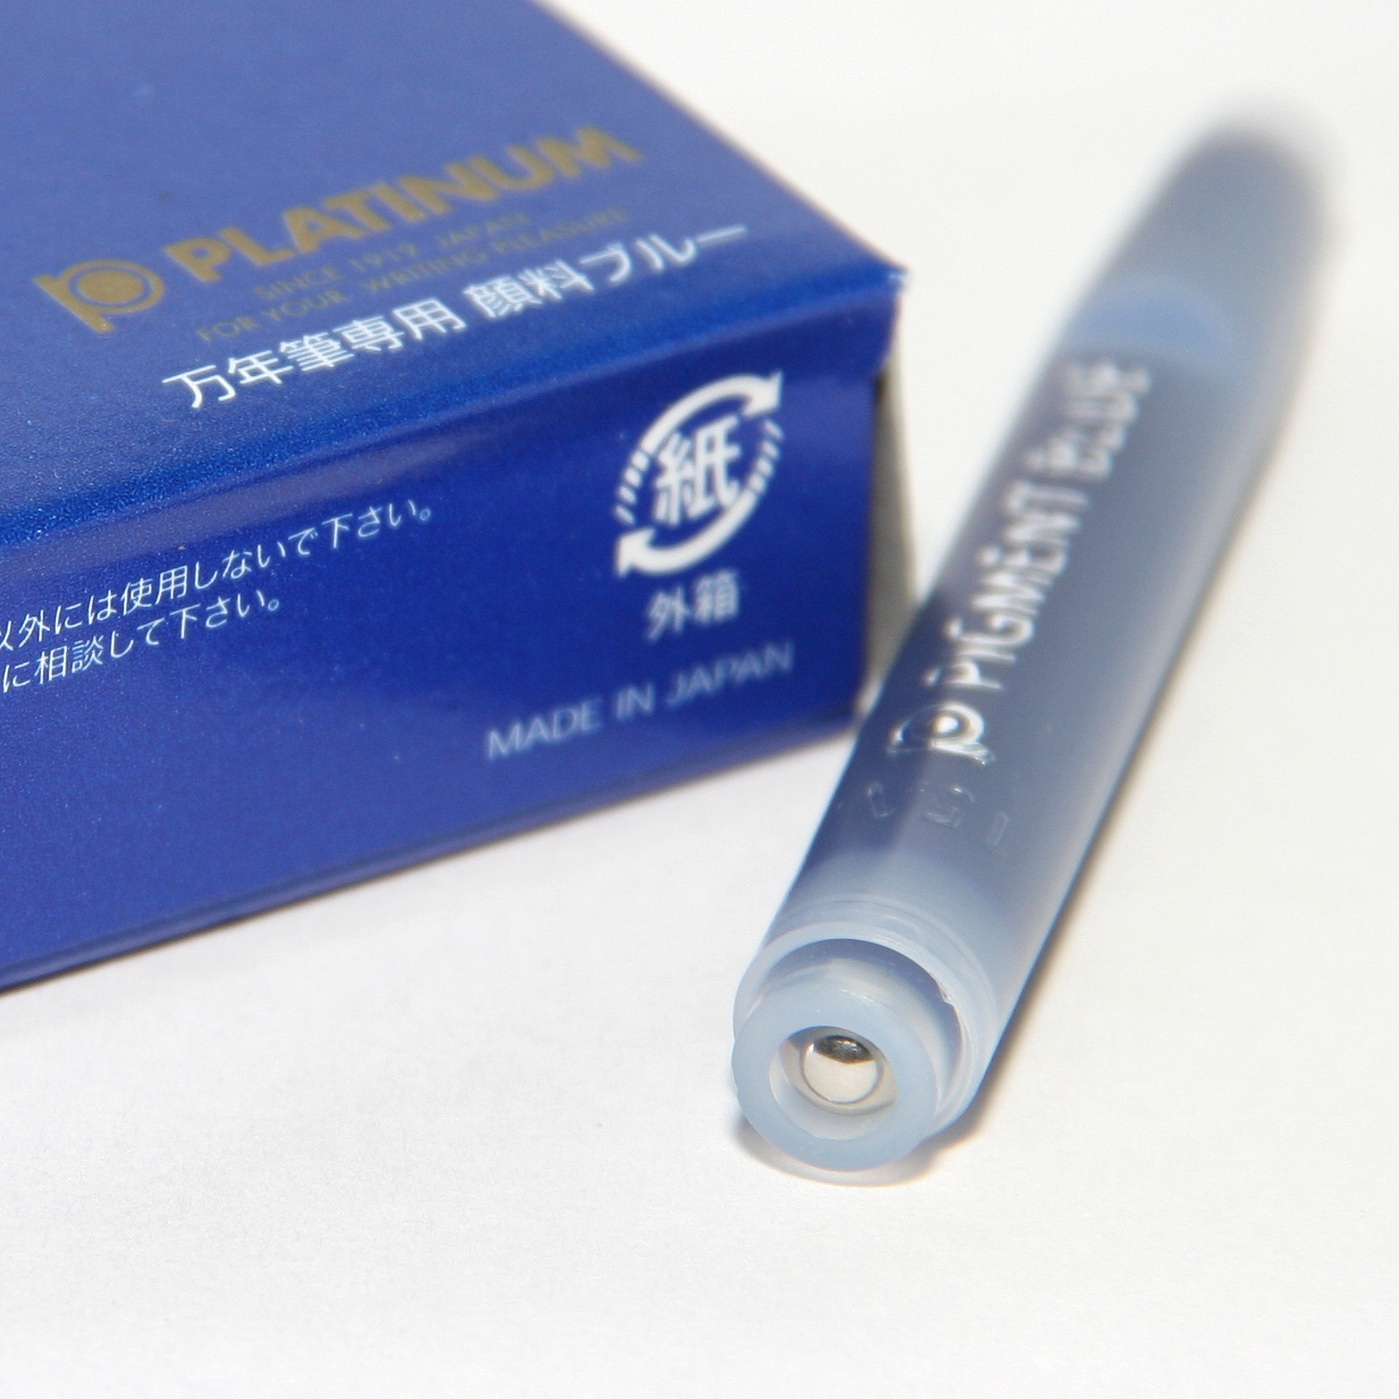 PLATINUM
SINCE 1919 JAPAN
FOR YOUR WRITING PLEASURE
万年筆専用 顔料ブルー
以外には使用しないで下さい。
に相談して下さい。
紙
外箱
MADE IN JAPAN
PIGMENT BLUE